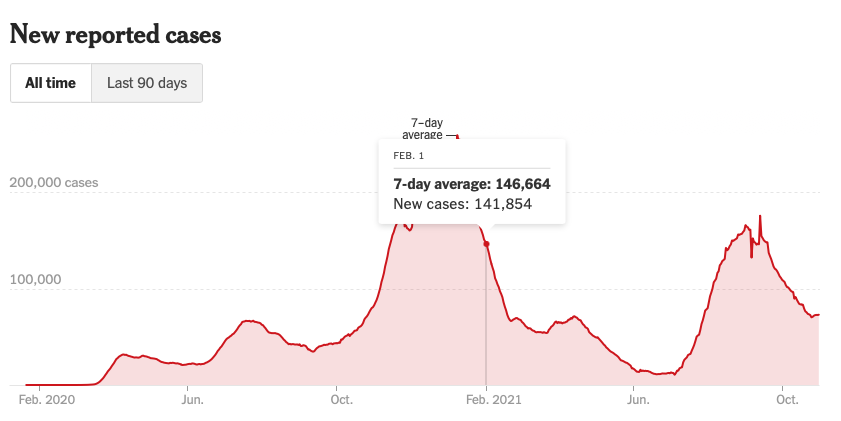 New reported cases
All time
Last 90 days
7–day
average
FEB. 1
7-day average: 146,664
New cases: 141,854
200,000 cases
100,000
Feb. 2020
Jun.
Oct.
Feb. 2021
Jun.
Oct.